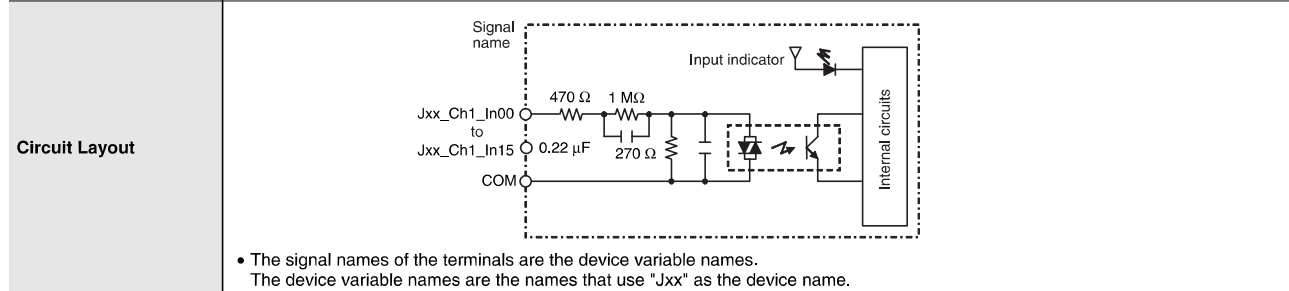 Circuit Layout
Signal
name
Input indicator
470 Ω
1 MΩ
Jxx_Ch1_In00
to
Jxx_Ch1_In15
0.22 μF
270 Ω
COM
Internal circuits
• The signal names of the terminals are the device variable names.
The device variable names are the names that use "Jxx" as the device name.